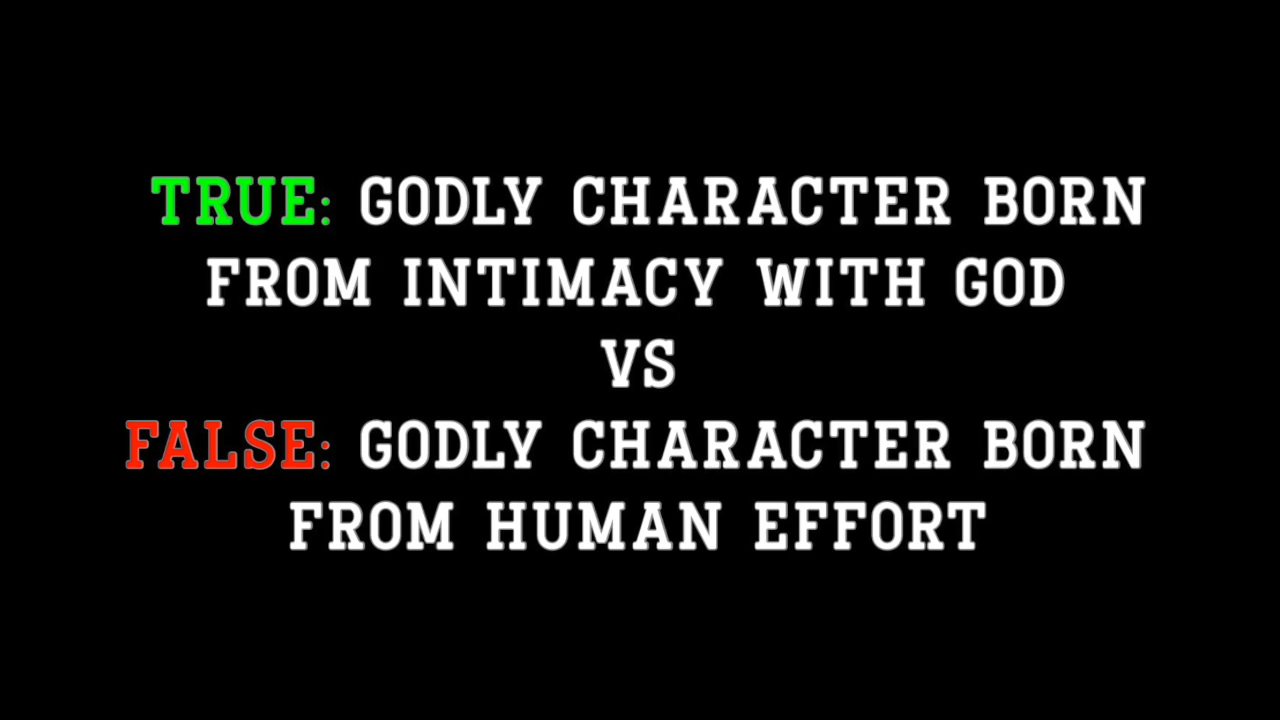 TRUE: GODLY CHARACTER BORN
FROM INTIMACY WITH GOD
VS
FALSE: GODLY CHARACTER BORN
FROM HUMAN EFFORT